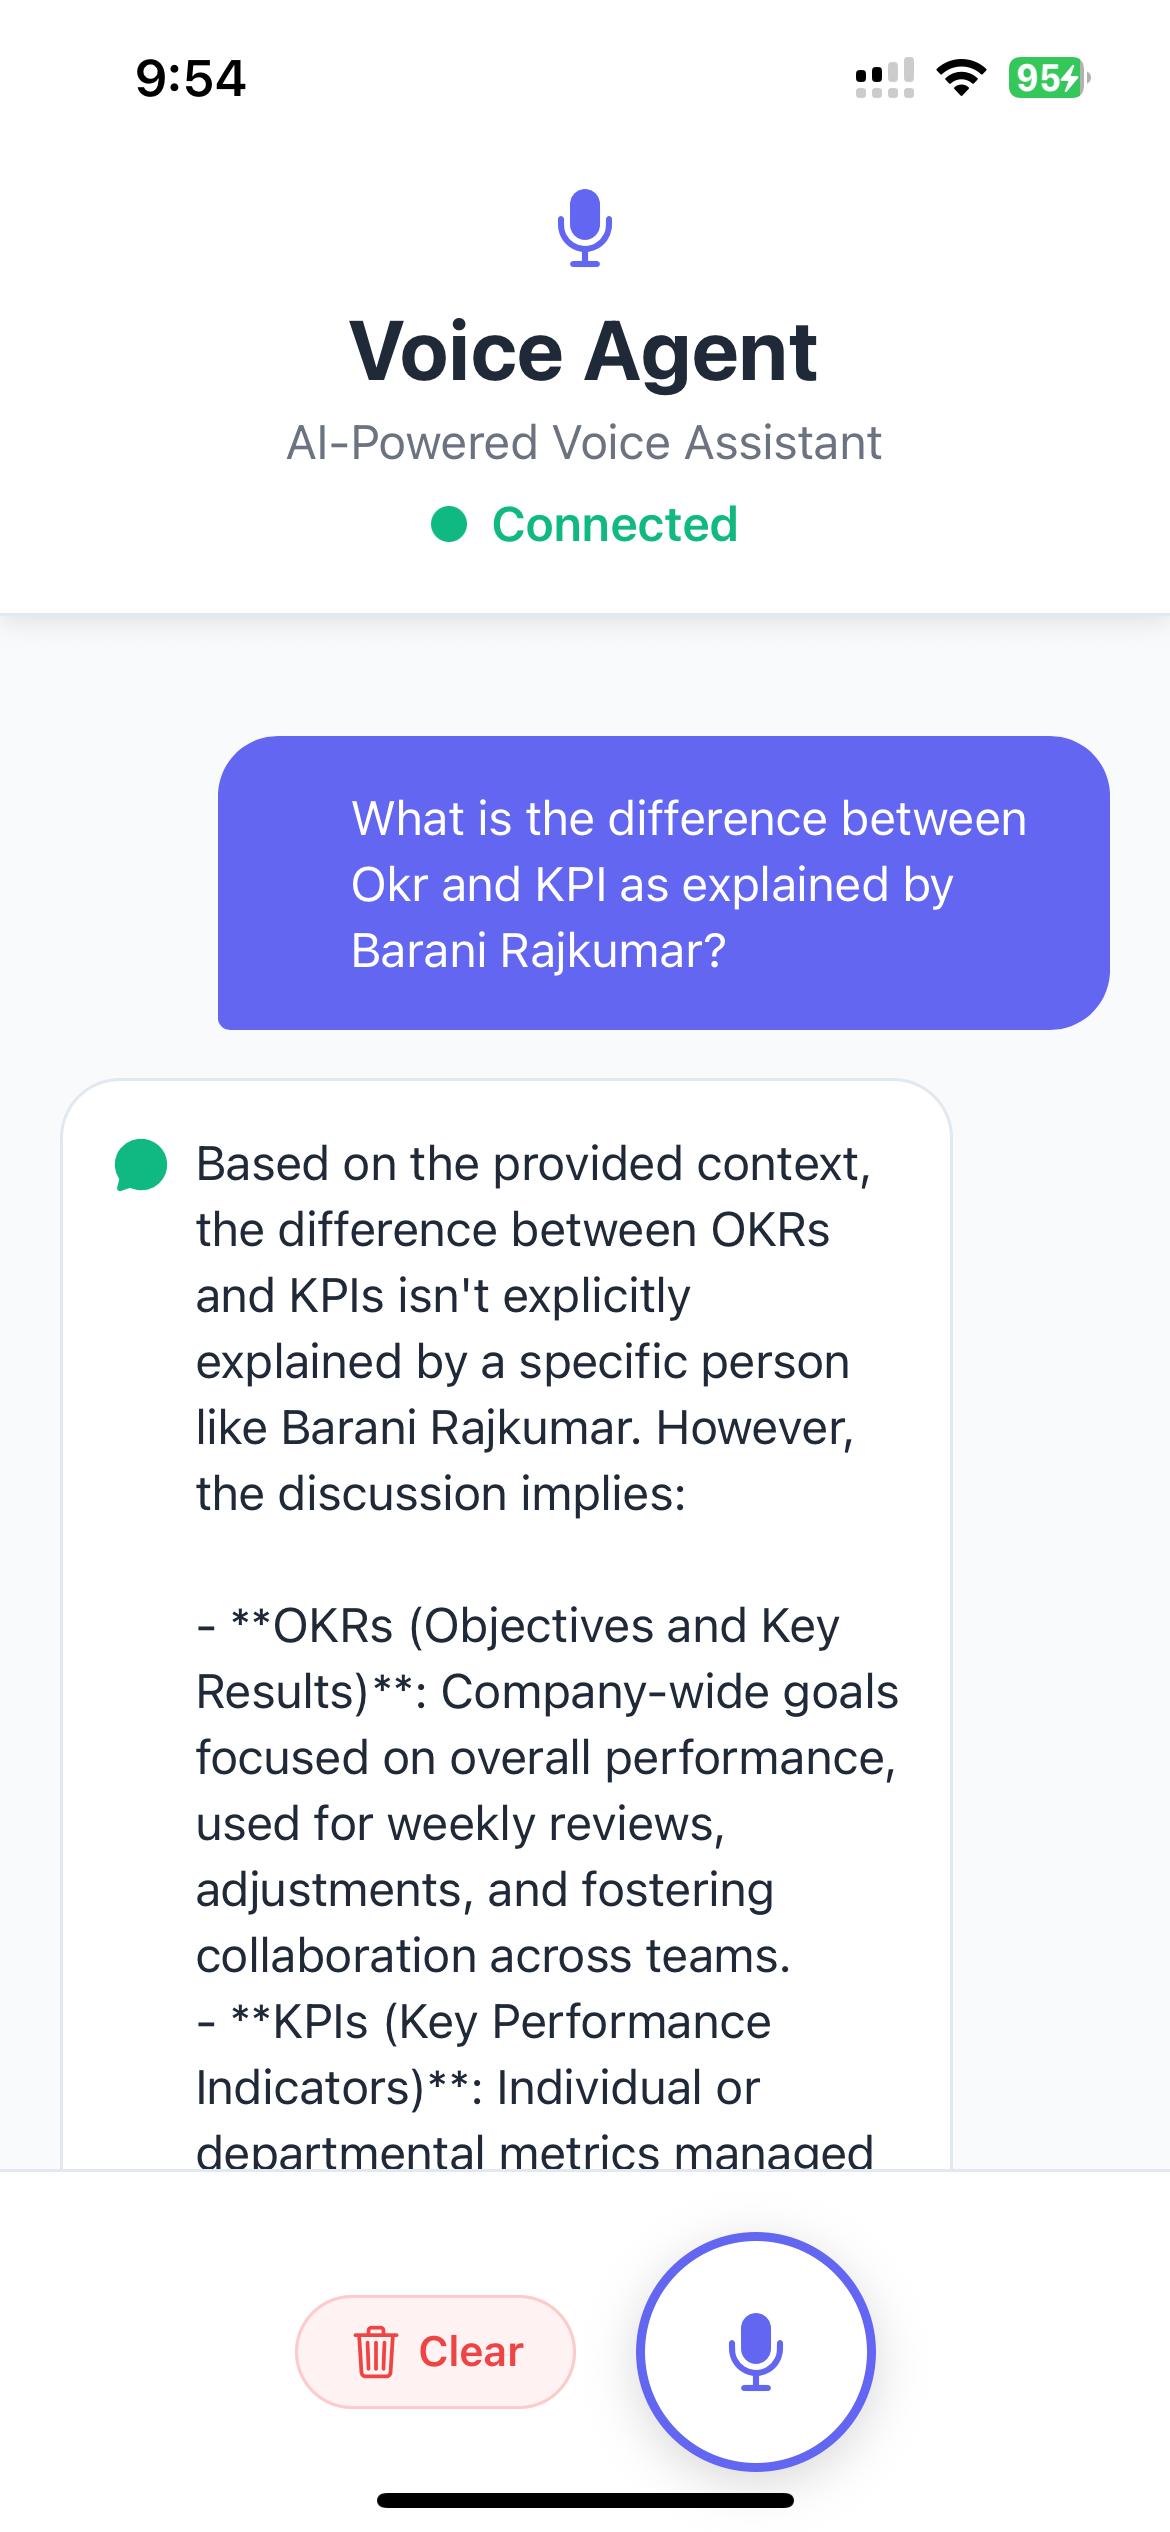 9:54
95
Voice Agent
AI-Powered Voice Assistant
Connected
What is the difference between
Okr and KPI as explained by
Barani Rajkumar?
Based on the provided context,
the difference between OKRs
and KPIs isn't explicitly
explained by a specific person
like Barani Rajkumar. However,
the discussion implies:
- **OKRs (Objectives and Key
Results)**: Company-wide goals
focused on overall performance,
used for weekly reviews,
adjustments, and fostering
collaboration across teams.
- **KPIs (Key Performance
Indicators)**: Individual or
departmental metrics managed
Clear